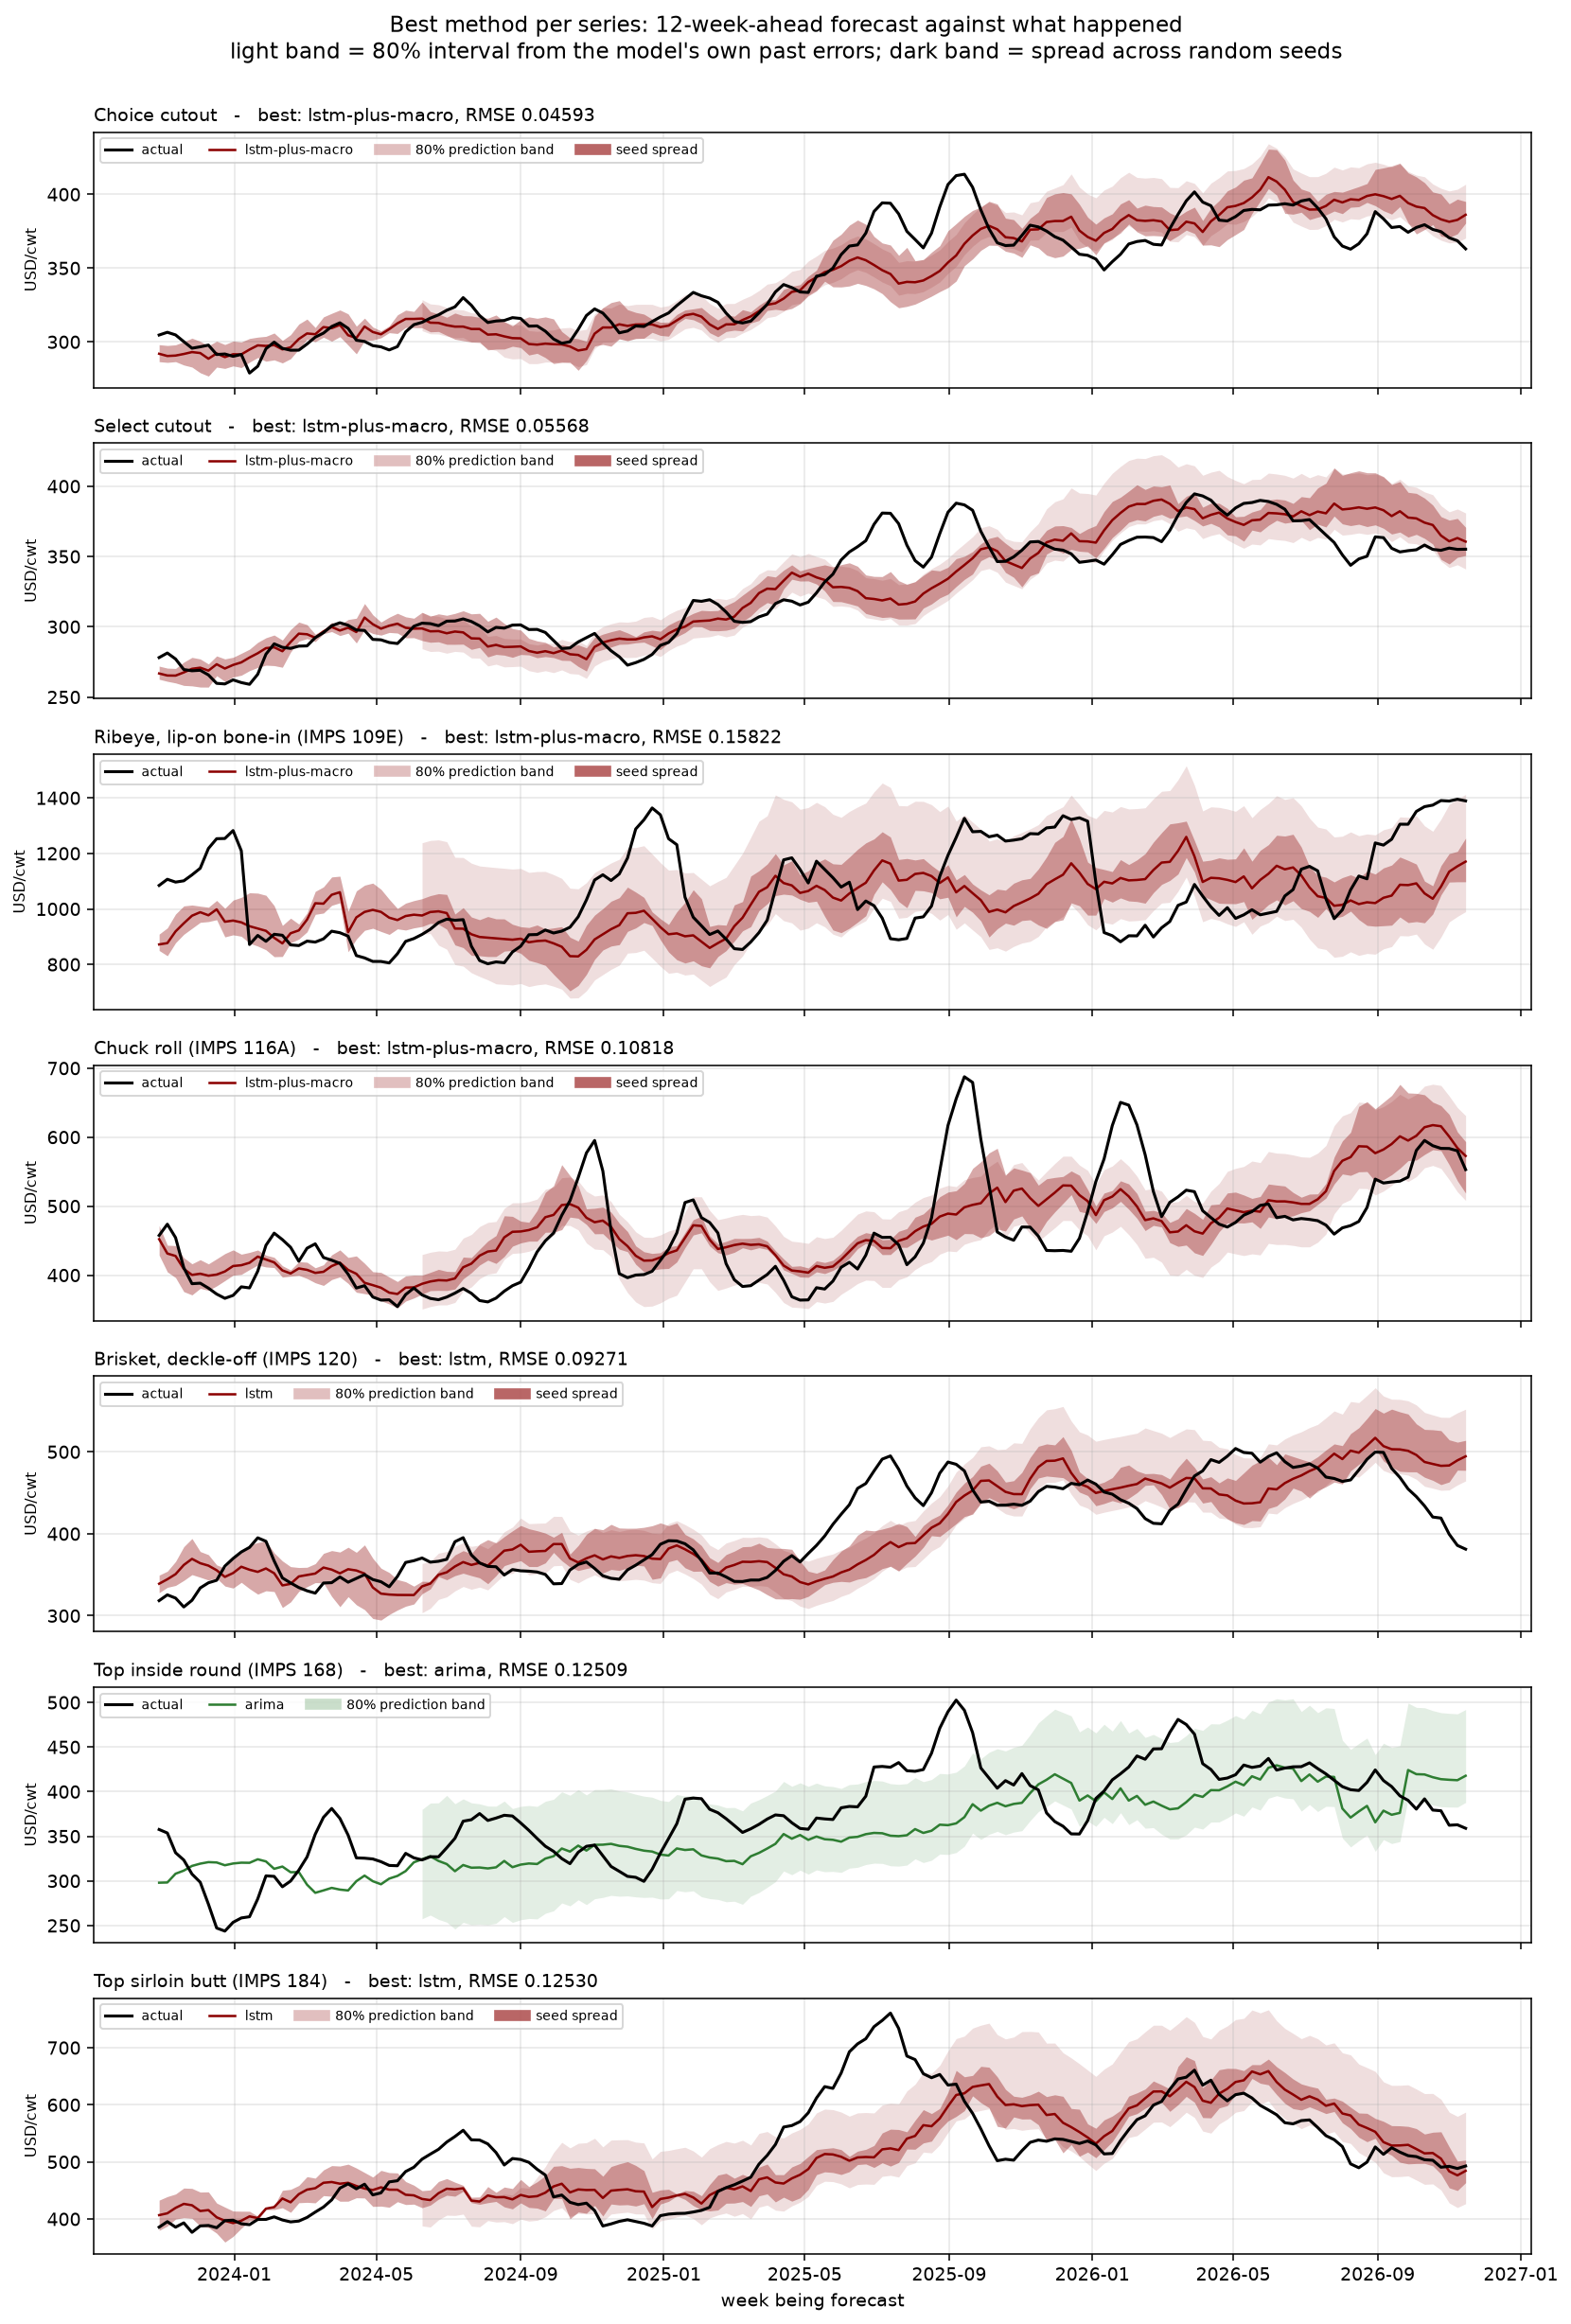 Best method per series: 12-week-ahead forecast against what happened
light band = 80% interval from the model's own past errors; dark band = spread across random seeds
Choice cutout - best: lstm-plus-macro, RMSE 0.04593
actual lstm-plus-macro 80% prediction band seed spread
USD/cwt
400
350
300
Select cutout - best: lstm-plus-macro, RMSE 0.05568
actual lstm-plus-macro 80% prediction band seed spread
USD/cwt
400
350
300
250
Ribeye, lip-on bone-in (IMPS 109E) - best: lstm-plus-macro, RMSE 0.15822
actual lstm-plus-macro 80% prediction band seed spread
USD/cwt
1400
1200
1000
800
Chuck roll (IMPS 116A) - best: lstm-plus-macro, RMSE 0.10818
actual lstm-plus-macro 80% prediction band seed spread
USD/cwt
700
600
500
400
Brisket, deckle-off (IMPS 120) - best: lstm, RMSE 0.09271
actual lstm 80% prediction band seed spread
USD/cwt
500
400
300
Top inside round (IMPS 168) - best: arima, RMSE 0.12509
actual arima 80% prediction band
USD/cwt
500
450
400
350
300
250
Top sirloin butt (IMPS 184) - best: lstm, RMSE 0.12530
actual lstm 80% prediction band seed spread
USD/cwt
700
600
500
400
2024-01 2024-05 2024-09 2025-01 2025-05 2025-09 2026-01 2026-05 2026-09 2027-01
week being forecast